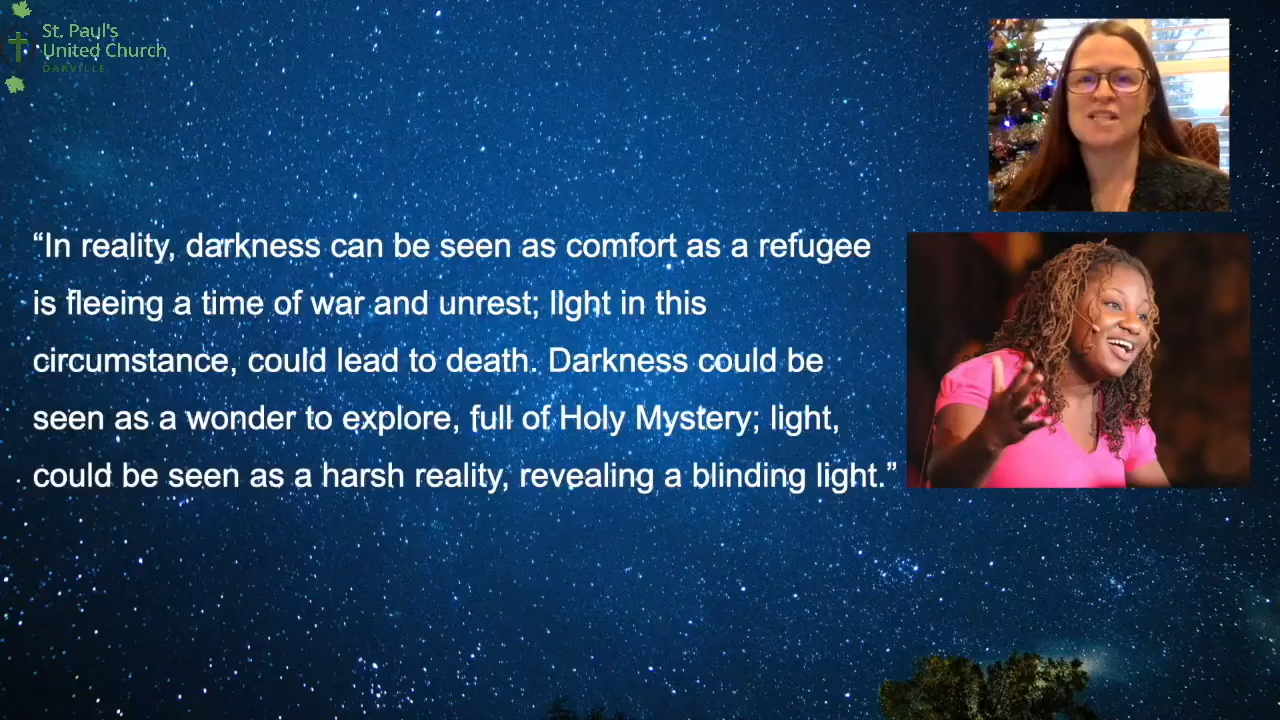 St. Paul's
United Church
OAKVILLE
“In reality, darkness can be seen as comfort as a refugee
is fleeing a time of war and unrest; light in this
circumstance, could lead to death. Darkness could be
seen as a wonder to explore, full of Holy Mystery; light,
could be seen as a harsh reality, revealing a blinding light.”